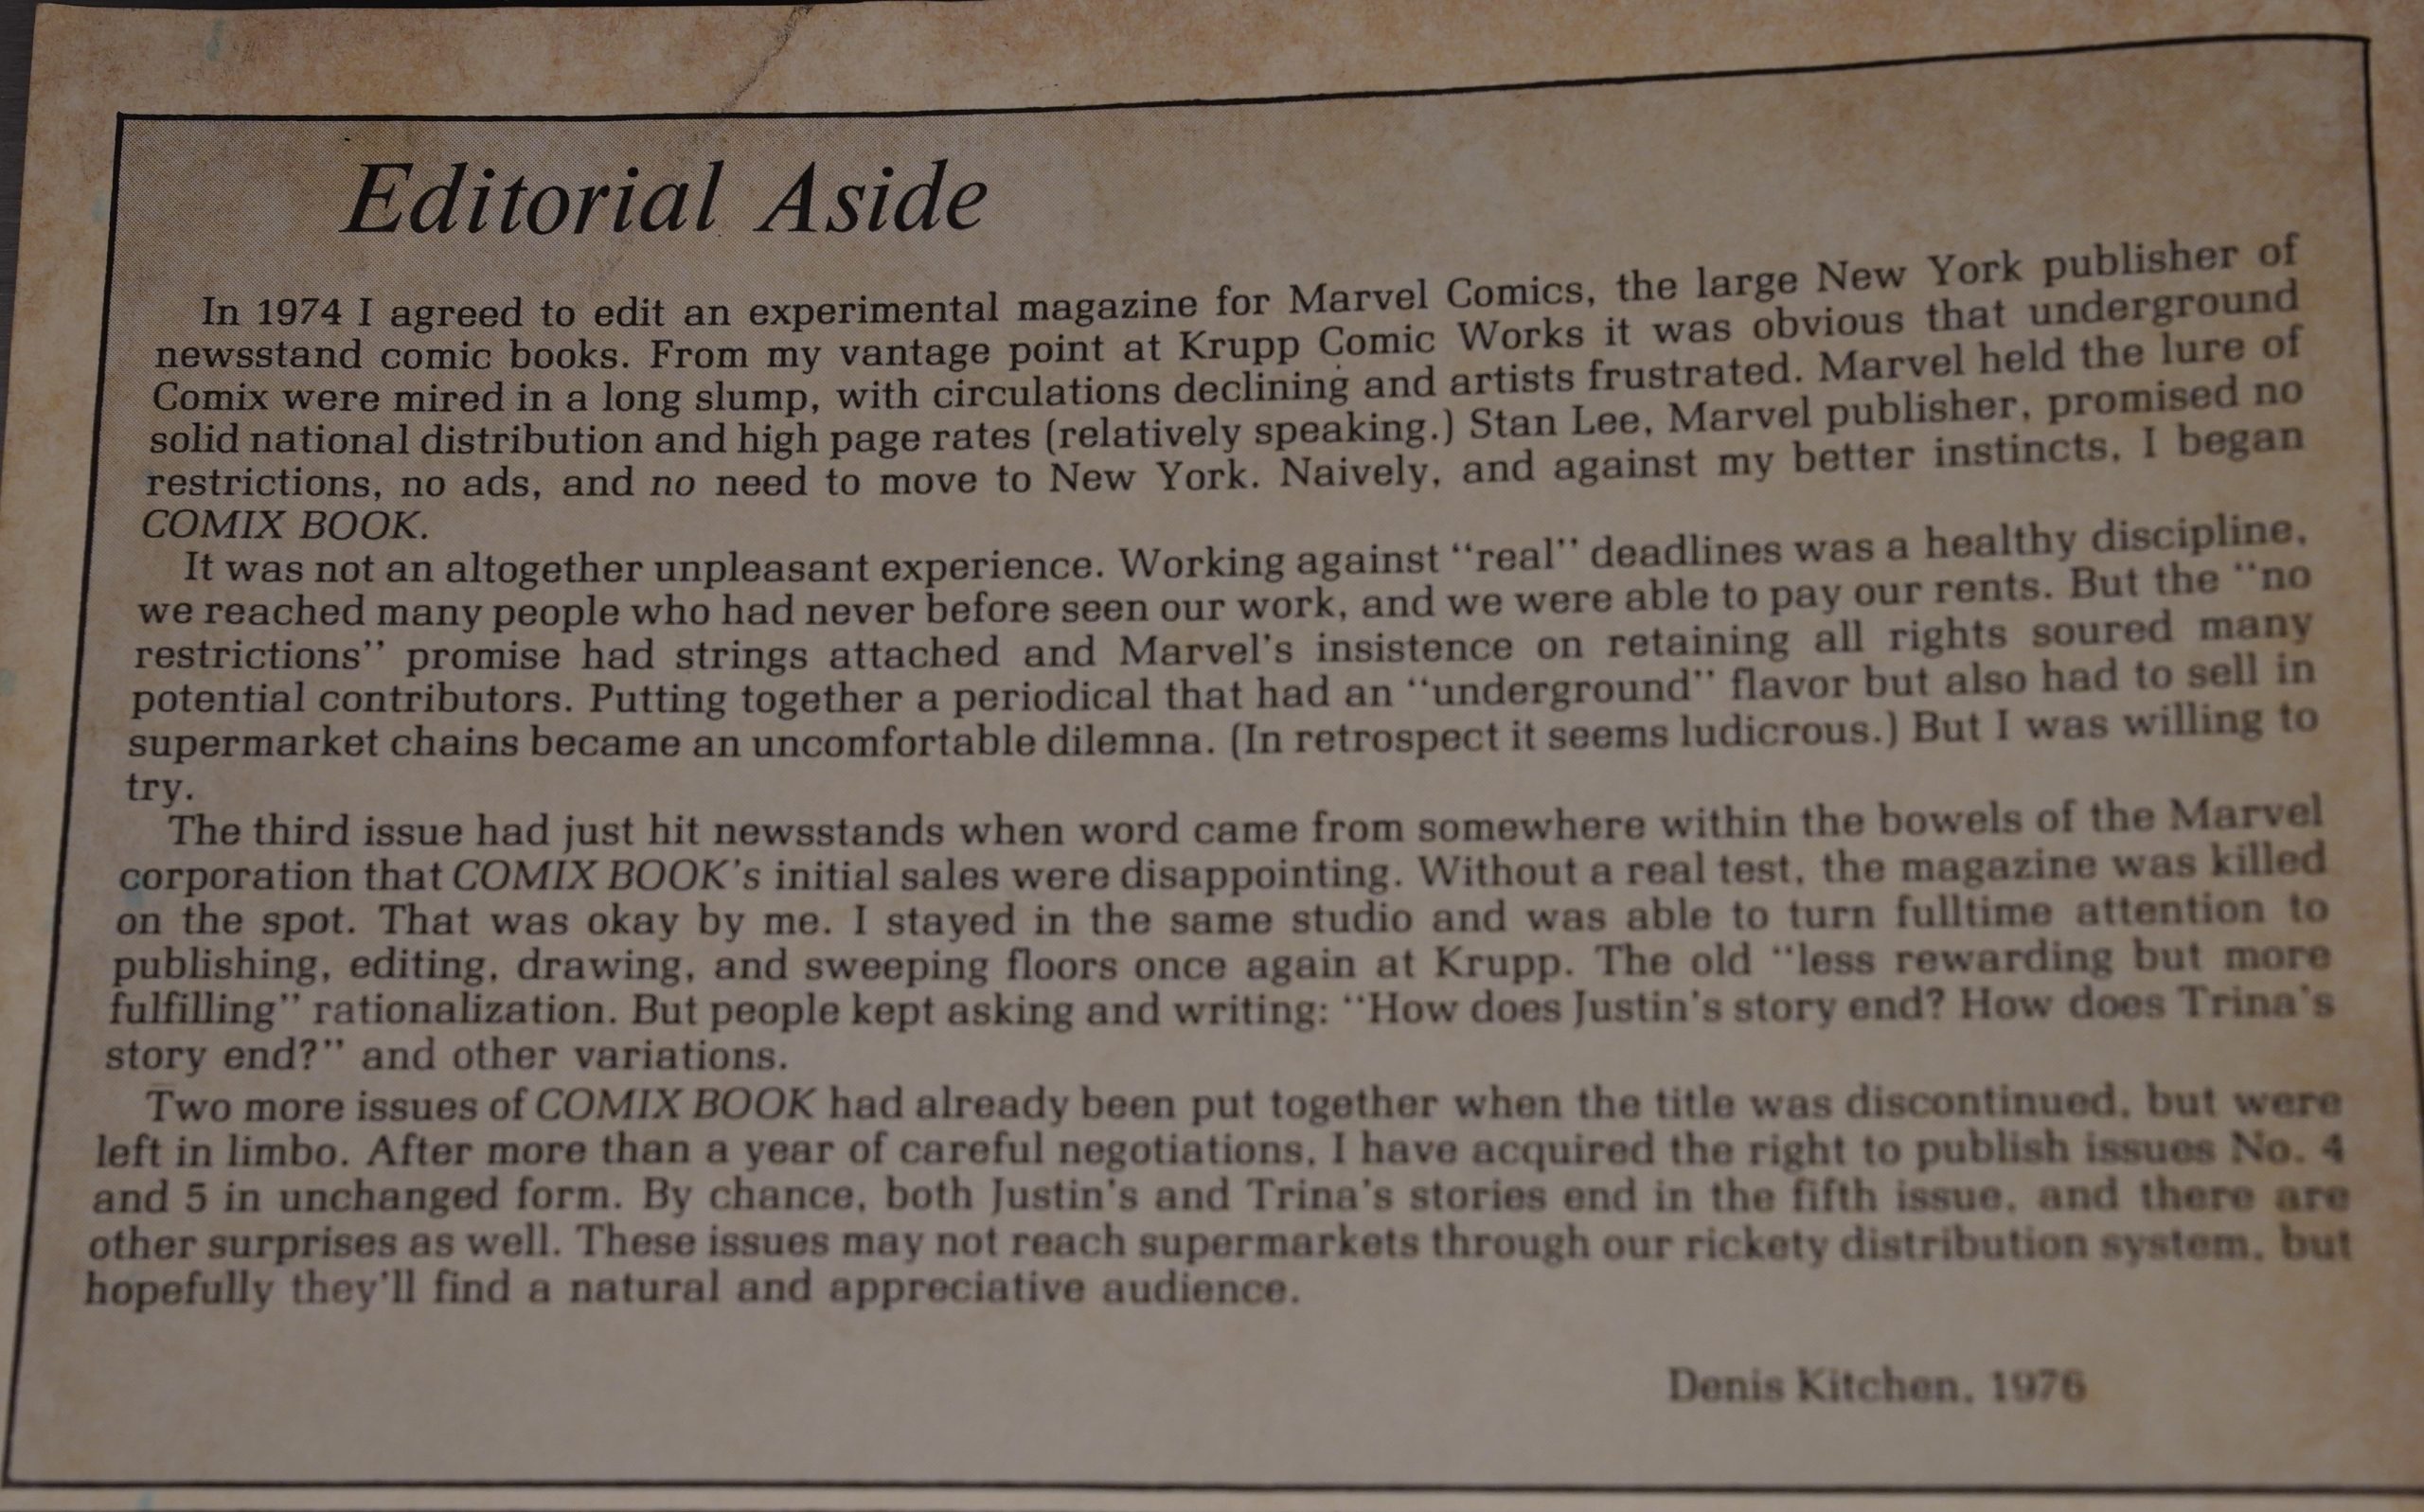 Editorial Aside
In 1974 I agreed to edit an experimental magazine for Marvel Comics, the large New York publisher of
newsstand comic books. From my vantage point at Krupp Comic Works it was obvious that underground
Comix were mired in a long slump, with circulations declining and artists frustrated. Marvel held the lure of
solid national distribution and high page rates (relatively speaking.) Stan Lee, Marvel publisher, promised no
restrictions, no ads, and no need to move to New York. Naively, and against my better instincts, I began
COMIX BOOK.
It was not an altogether unpleasant experience. Working against “real” deadlines was a healthy discipline,
we reached many people who had never before seen our work, and we were able to pay our rents. But the “no
restrictions” promise had strings attached and Marvel's insistence on retaining all rights soured many
potential contributors. Putting together a periodical that had an “underground” flavor but also had to sell in
supermarket chains became an uncomfortable dilemna. (In retrospect it seems ludicrous.) But I was willing to
try.
The third issue had just hit newsstands when word came from somewhere within the bowels of the Marvel
corporation that COMIX BOOK's initial sales were disappointing. Without a real test, the magazine was killed
on the spot. That was okay by me. I stayed in the same studio and was able to turn fulltime attention to
publishing, editing, drawing, and sweeping floors once again at Krupp. The old “less rewarding but more
fulfilling” rationalization. But people kept asking and writing: “How does Justin's story end? How does Trina's
story end?” and other variations.
Two more issues of COMIX BOOK had already been put together when the title was discontinued, but were
left in limbo. After more than a year of careful negotiations, I have acquired the right to publish issues No. 4
and 5 in unchanged form. By chance, both Justin's and Trina's stories end in the fifth issue, and there are
other surprises as well. These issues may not reach supermarkets through our rickety distribution system, but
hopefully they'll find a natural and appreciative audience.
Denis Kitchen, 1976